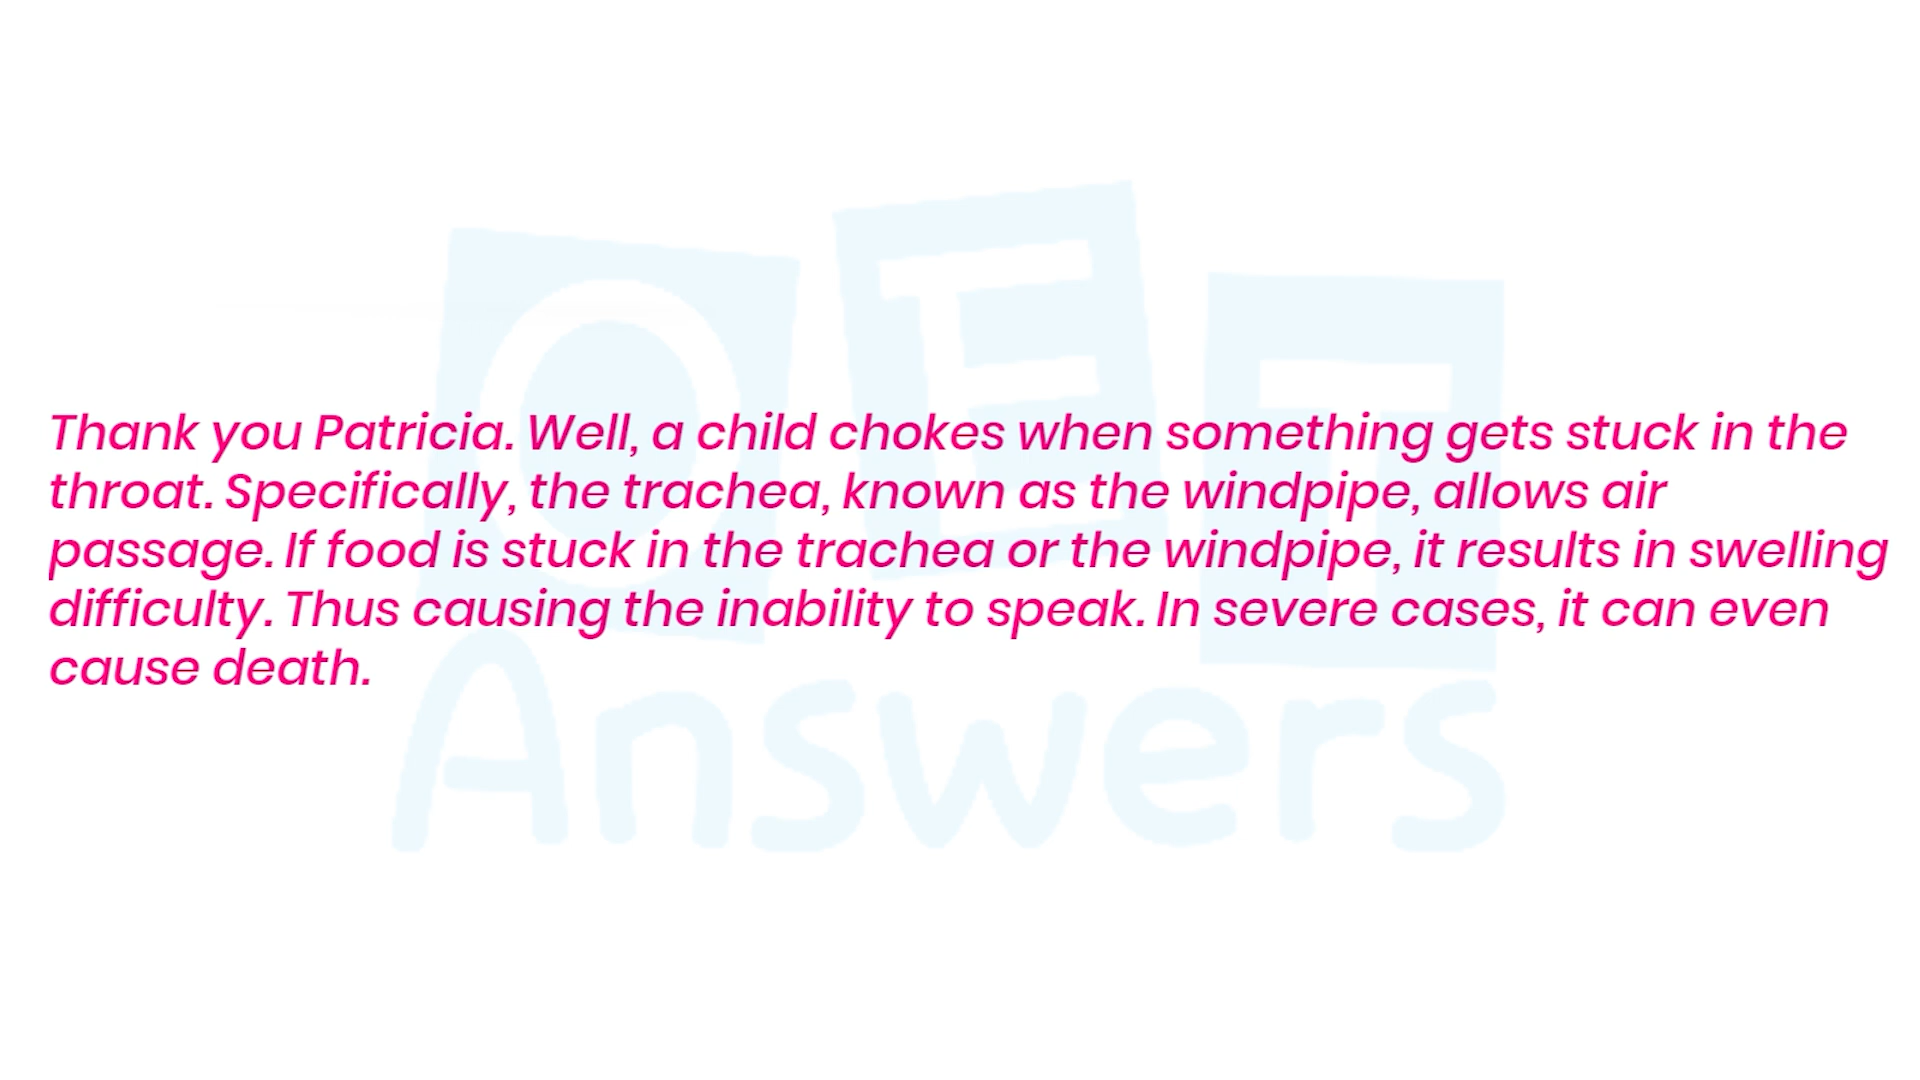 Thank you Patricia. Well, a child chokes when something gets stuck in the
throat. Specifically, the trachea, known as the windpipe, allows air
passage. If food is stuck in the trachea or the windpipe, it results in swelling
difficulty. Thus causing the inability to speak. In severe cases, it can even
cause death.
OET
Answers